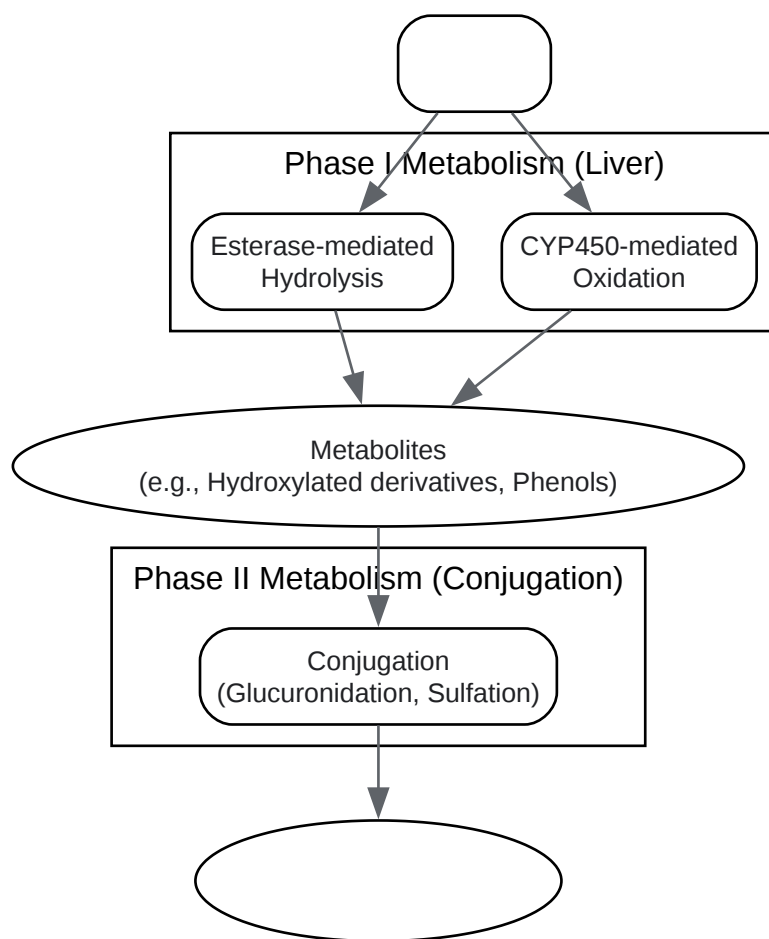 Phase I Metabolism (Liver)
Esterase-mediated
Hydrolysis
CYP450-mediated
Oxidation
Metabolites
(e.g., Hydroxylated derivatives, Phenols)
Phase II Metabolism (Conjugation)
Conjugation
(Glucuronidation, Sulfation)